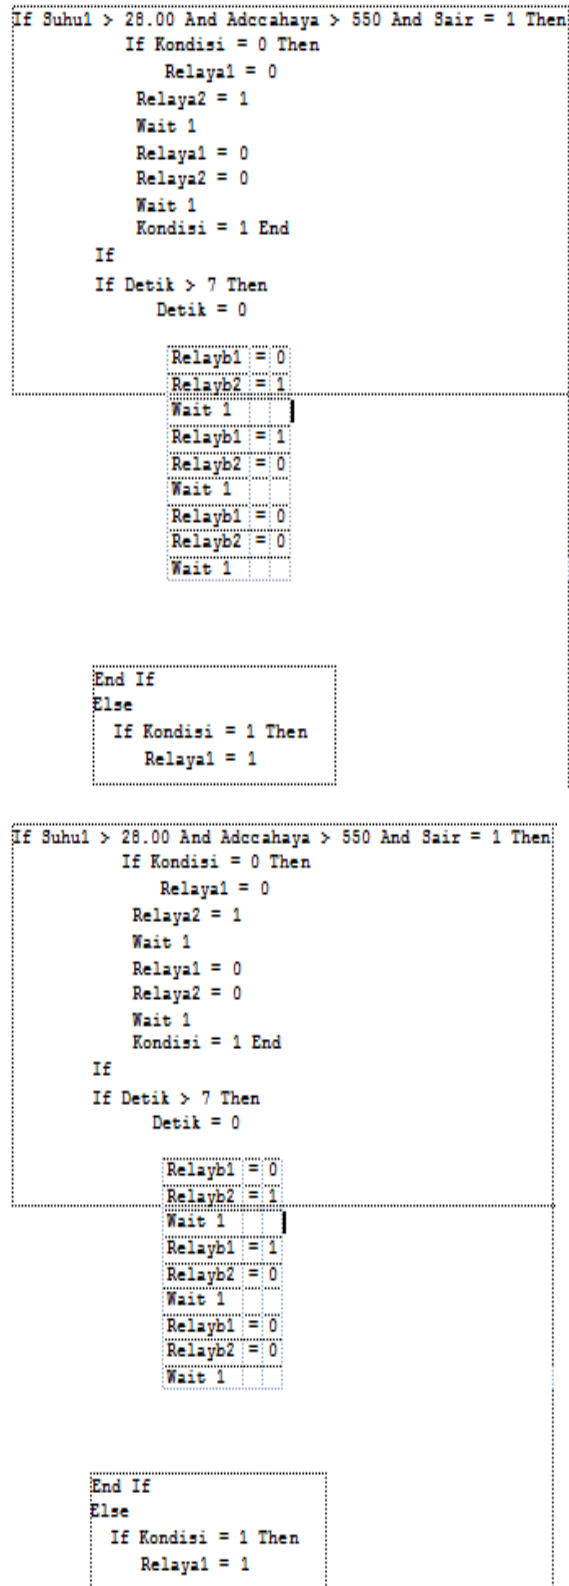 If Suhu1 > 28.00 And Adccahaya > 550 And Sair = 1 Then
If Kondisi = 0 Then
Relaya1 = 0
Relaya2 = 1
Wait 1
Relaya1 = 0
Relaya2 = 0
Wait 1
Kondisi = 1 End
If
If Detik > 7 Then
Detik = 0
Relayb1 = 0
Relayb2 = 1
Wait 1
Relayb1 = 1
Relayb2 = 0
Wait 1
Relayb1 = 0
Relayb2 = 0
Wait 1
End If
Else
If Kondisi = 1 Then
Relaya1 = 1
If Suhu1 > 28.00 And Adccahaya > 550 And Sair = 1 Then
If Kondisi = 0 Then
Relaya1 = 0
Relaya2 = 1
Wait 1
Relaya1 = 0
Relaya2 = 0
Wait 1
Kondisi = 1 End
If
If Detik > 7 Then
Detik = 0
Relayb1 = 0
Relayb2 = 1
Wait 1
Relayb1 = 1
Relayb2 = 0
Wait 1
Relayb1 = 0
Relayb2 = 0
Wait 1
End If
Else
If Kondisi = 1 Then
Relaya1 = 1